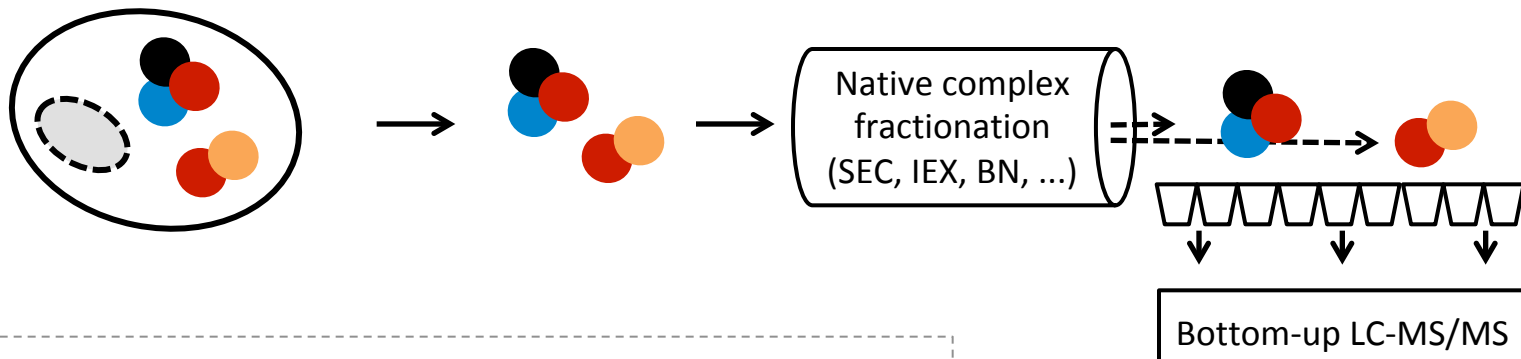 Native complex
fractionation
(SEC, IEX, BN, ...)
Bottom-up LC-MS/MS